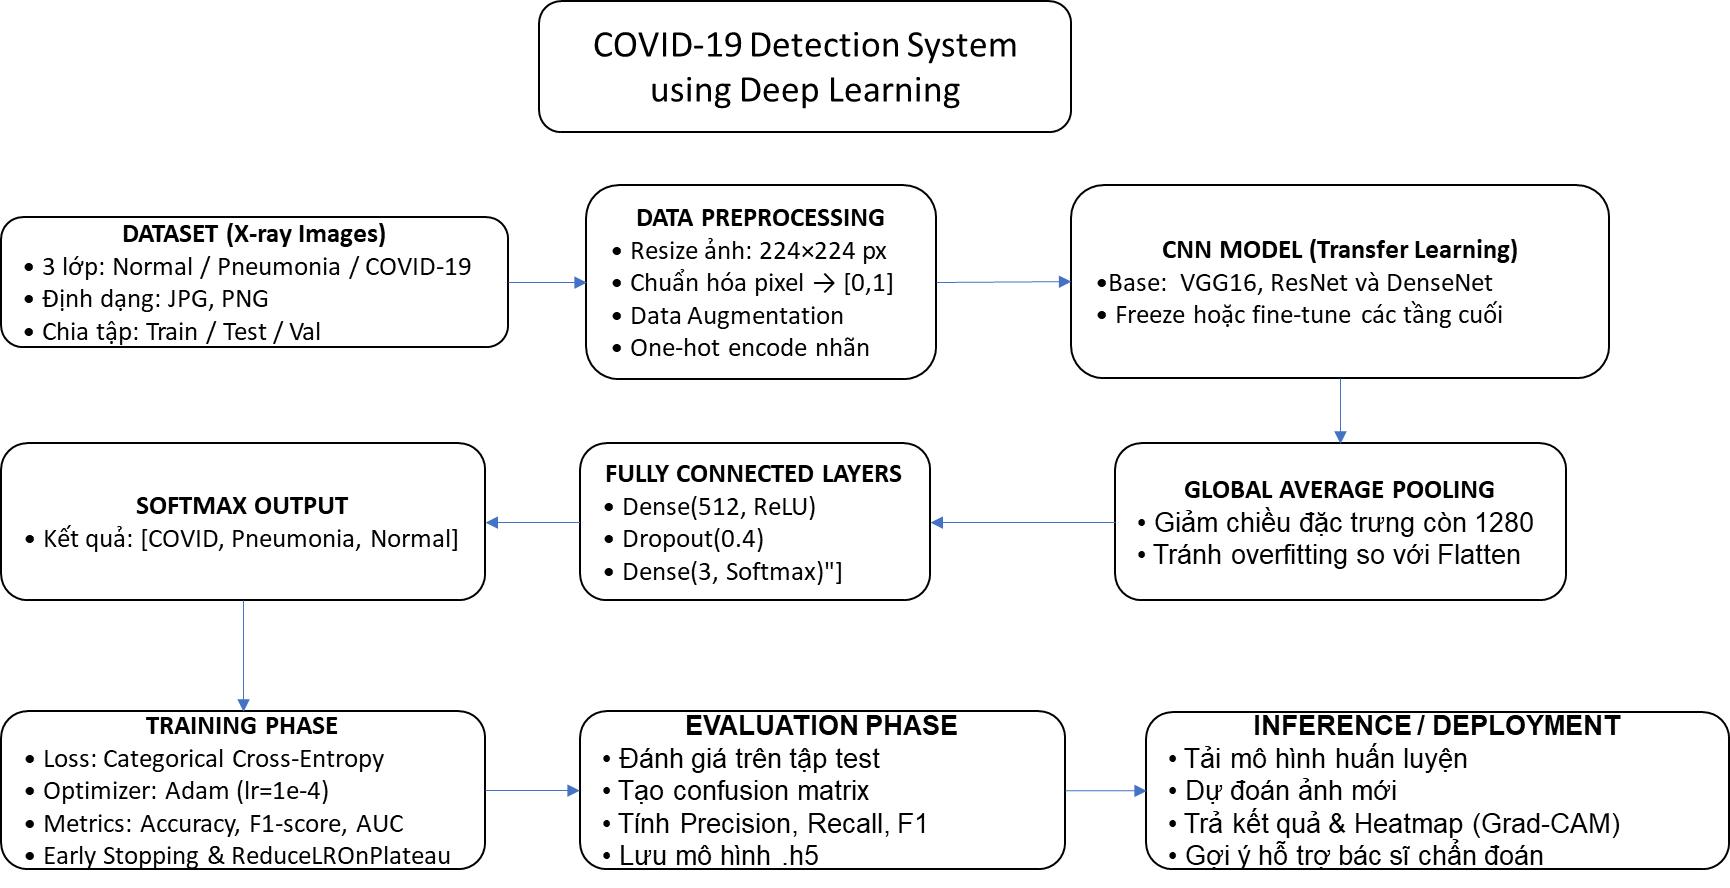 COVID-19 Detection System
using Deep Learning
DATASET (X-ray Images)
• 3 lớp: Normal / Pneumonia / COVID-19
• Định dạng: JPG, PNG
• Chia tập: Train / Test / Val
DATA PREPROCESSING
• Resize ảnh: 224×224 px
• Chuẩn hóa pixel → [0,1]
• Data Augmentation
• One-hot encode nhãn
CNN MODEL (Transfer Learning)
•Base: VGG16, ResNet và DenseNet
• Freeze hoặc fine-tune các tầng cuối
SOFTMAX OUTPUT
• Kết quả: [COVID, Pneumonia, Normal]
FULLY CONNECTED LAYERS
• Dense(512, ReLU)
• Dropout(0.4)
• Dense(3, Softmax)"]
GLOBAL AVERAGE POOLING
• Giảm chiều đặc trưng còn 1280
• Tránh overfitting so với Flatten
TRAINING PHASE
• Loss: Categorical Cross-Entropy
• Optimizer: Adam (lr=1e-4)
• Metrics: Accuracy, F1-score, AUC
• Early Stopping & ReduceLROnPlateau
EVALUATION PHASE
• Đánh giá trên tập test
• Tạo confusion matrix
• Tính Precision, Recall, F1
• Lưu mô hình .h5
INFERENCE / DEPLOYMENT
• Tải mô hình huấn luyện
• Dự đoán ảnh mới
• Trả kết quả & Heatmap (Grad-CAM)
• Gợi ý hỗ trợ bác sĩ chẩn đoán